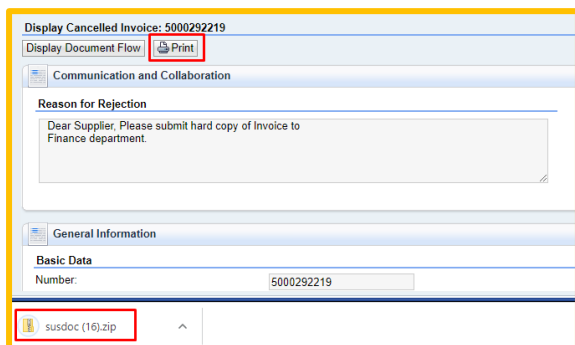 Display Cancelled Invoice: 5000292219
Display Document Flow Print
Communication and Collaboration
Reason for Rejection
Dear Supplier, Please submit hard copy of Invoice to
Finance department.
General Information
Basic Data
Number: 5000292219
susdoc (16).zip